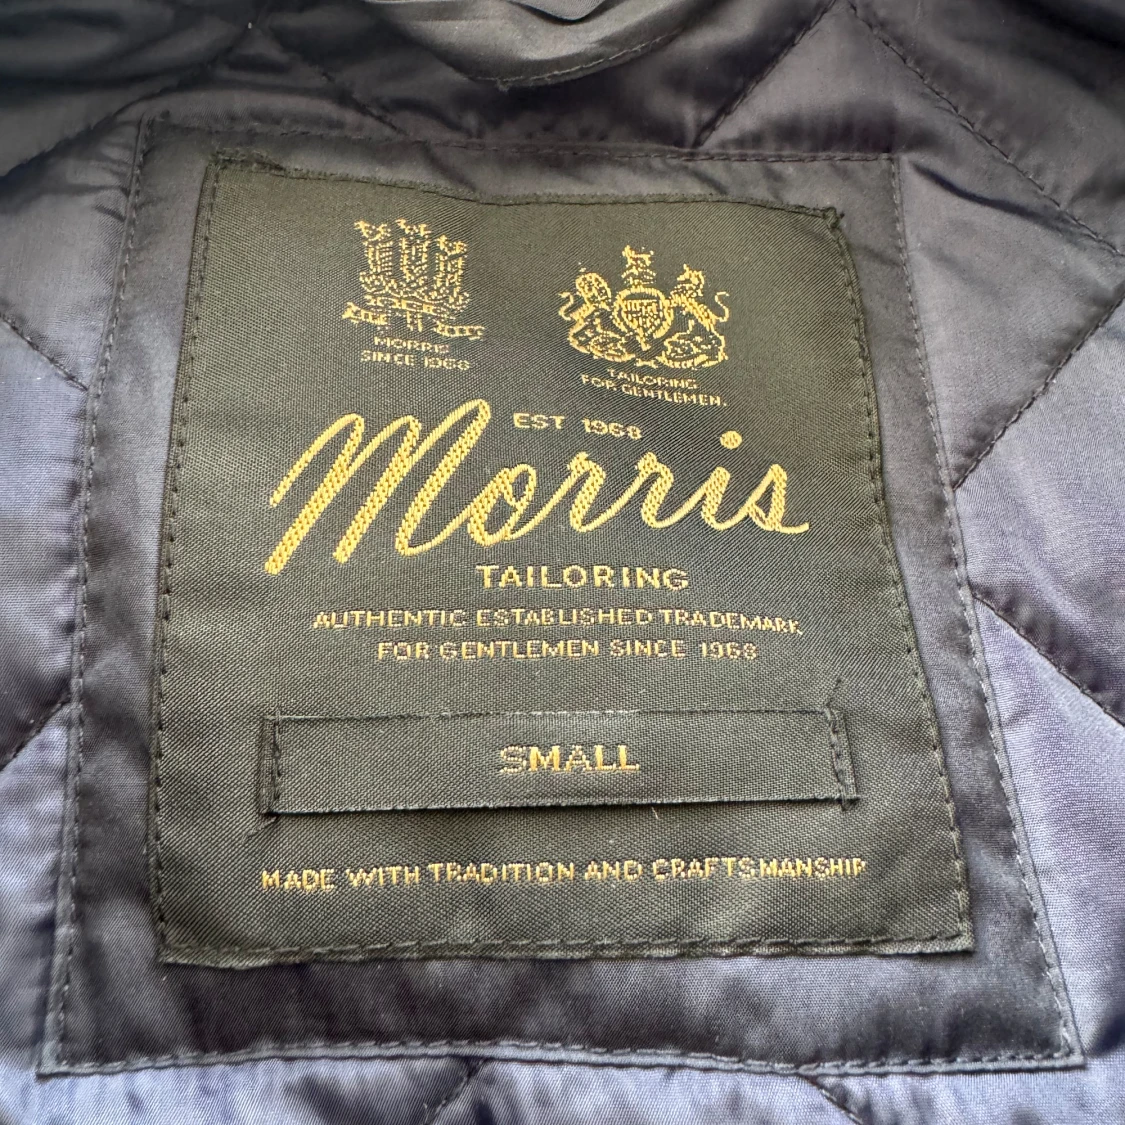 MORRIS
SINCE 1968
TAILORING
FOR GENTLEMEN.
EST 1968
Morris
TAILORING
AUTHENTIC ESTABLISHED TRADEMARK
FOR GENTLEMEN SINCE 1968
SMALL
MADE WITH TRADITION AND CRAFTSMANSHIP